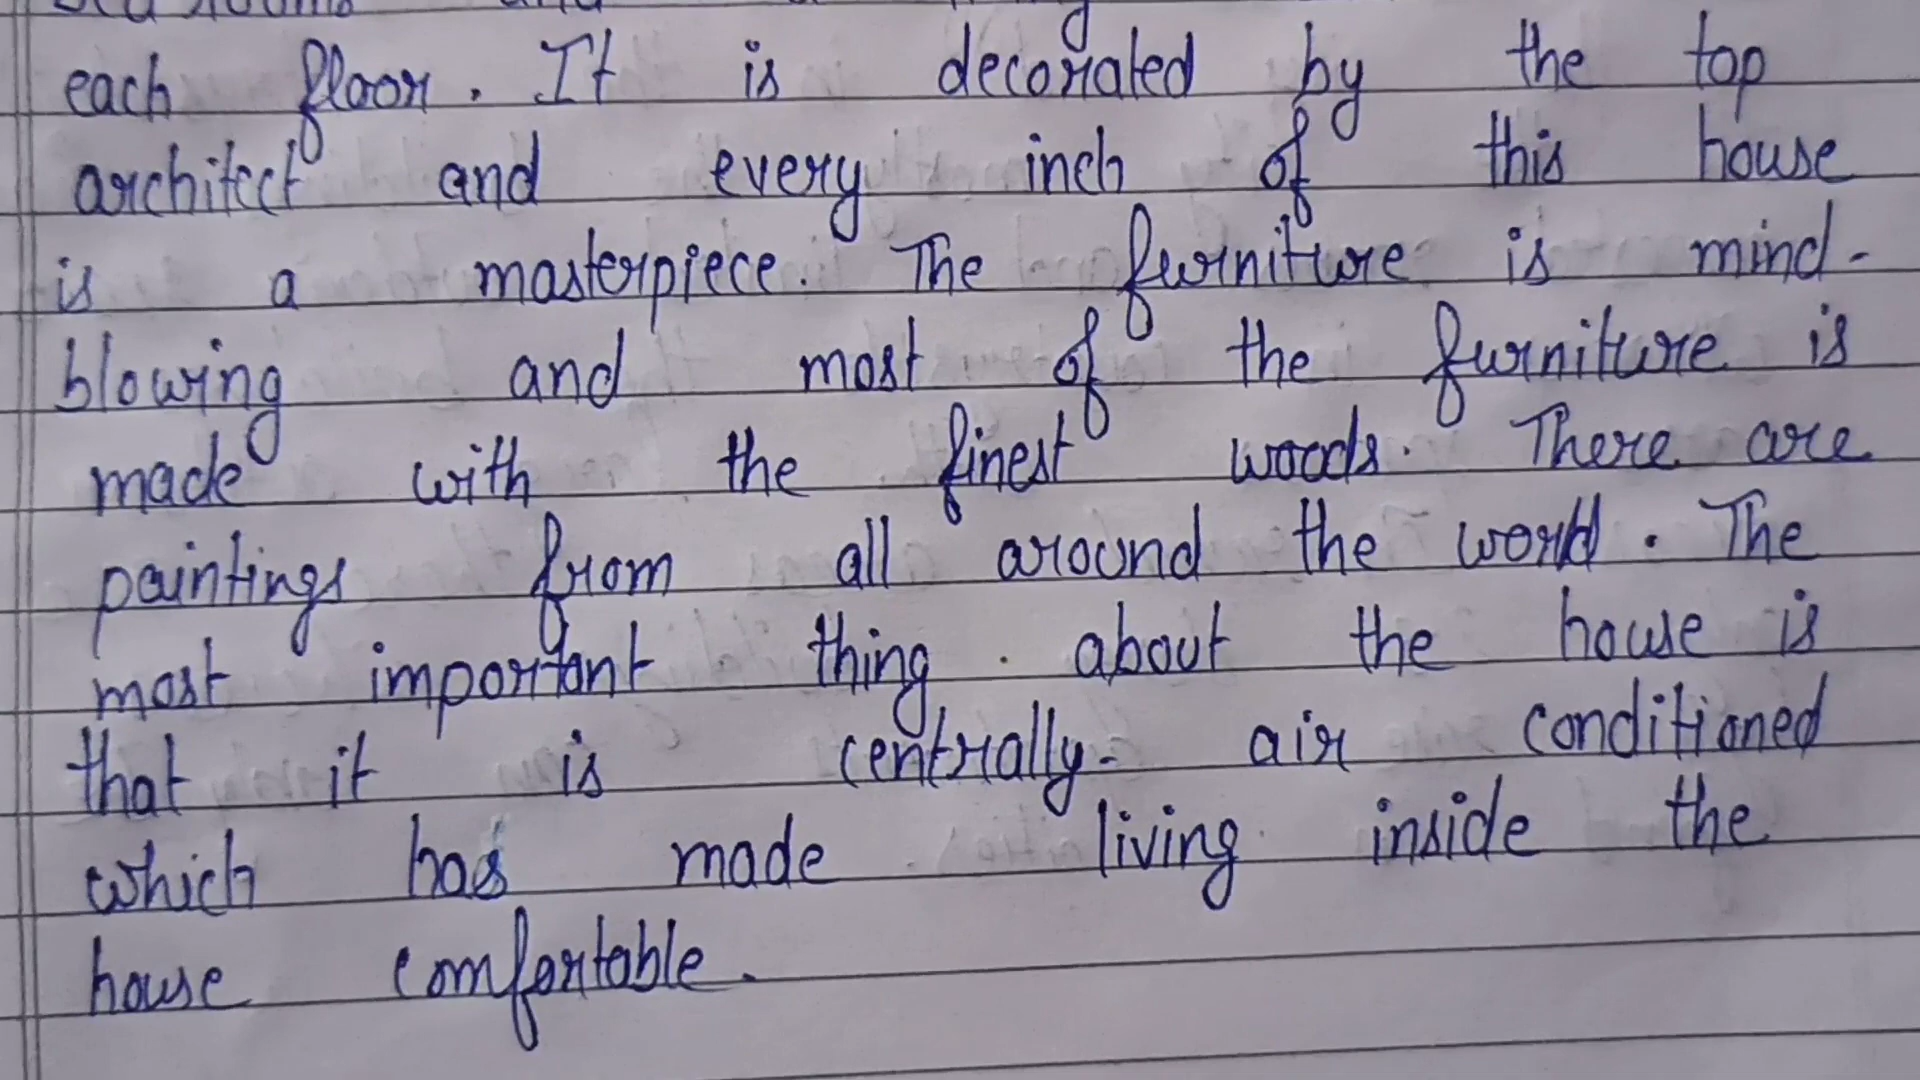 each floor. It is decorated by the top
architect and every inch of this house
is a masterpiece. The furniture is mind-
blowing and most of the furniture is
made with the finest woods. There are
paintings from all around the world. The
most important thing about the house is
that it is centrally- air conditioned
which has made living inside the
house comfortable.